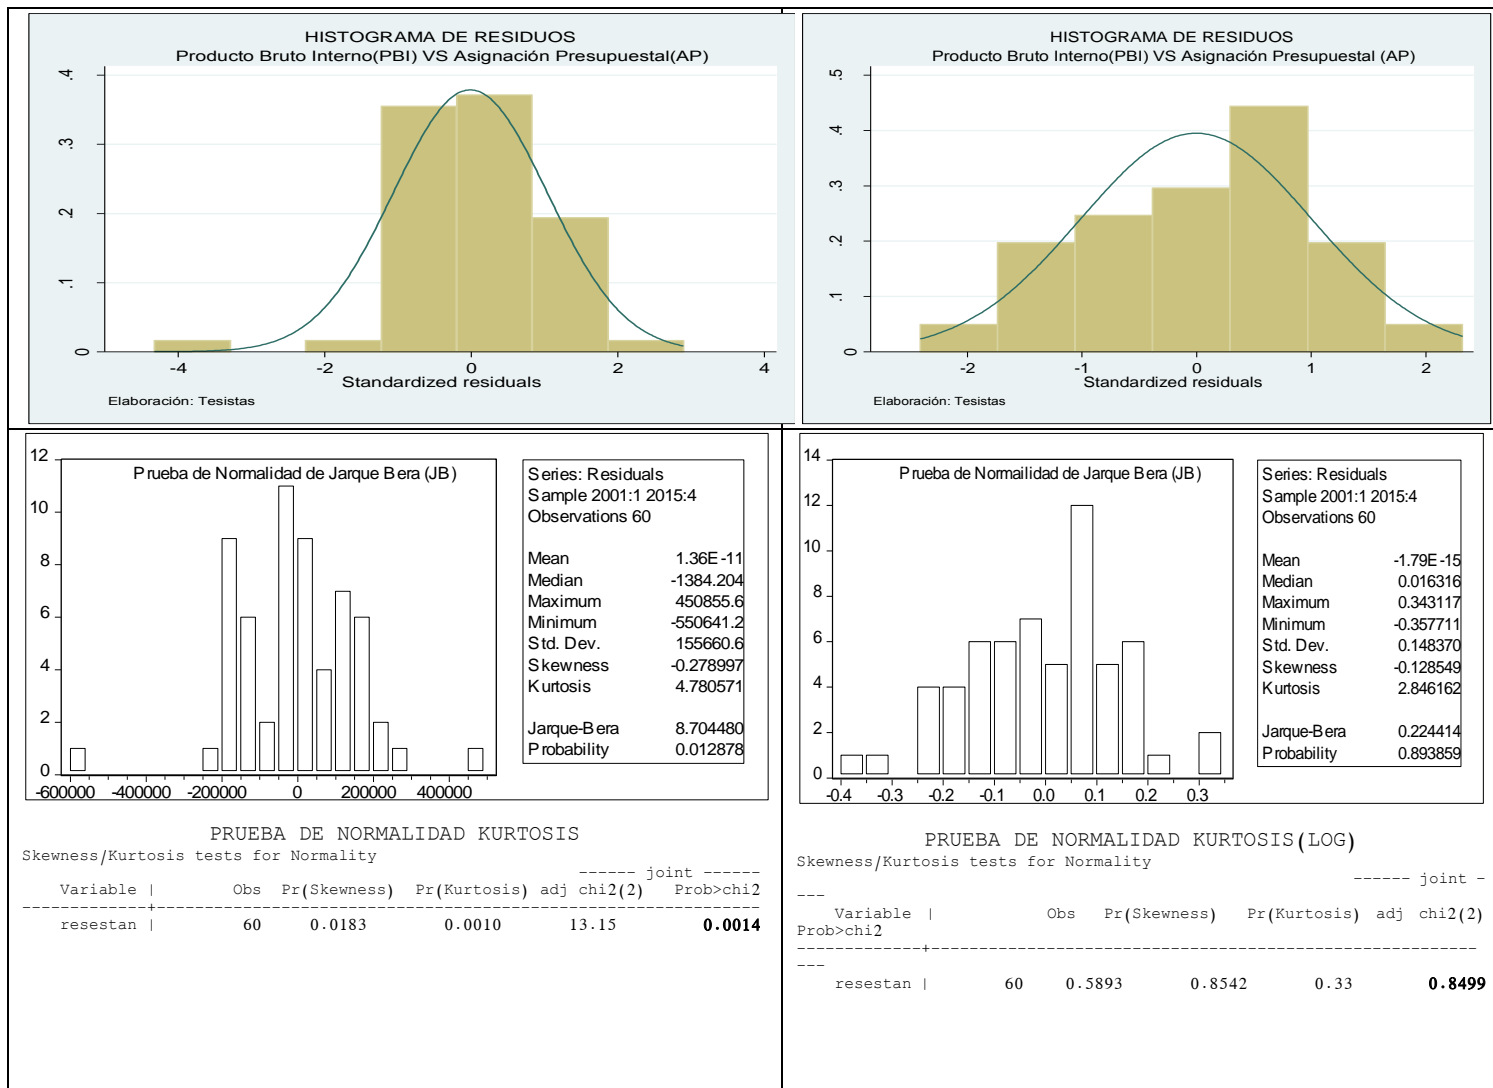 HISTOGRAMA DE RESIDUOS
Producto Bruto Interno(PBI) VS Asignación Presupuestal(AP)
.4
.3
.2
.1
0
-4 -2 0 2 4
Standardized residuals
Elaboración: Tesistas
HISTOGRAMA DE RESIDUOS
Producto Bruto Interno(PBI) VS Asignación Presupuestal (AP)
.5
.4
.3
.2
.1
0
-2 -1 0 1 2
Standardized residuals
Elaboración: Tesistas
Prueba de Normalidad de Jarque Bera (JB)
12
10
8
6
4
2
0
-600000 -400000 -200000 0 200000 400000
Series: Residuals
Sample 2001:1 2015:4
Observations 60
Mean 1.36E-11
Median -1384.204
Maximum 450855.6
Minimum -550641.2
Std. Dev. 155660.6
Skewness -0.278997
Kurtosis 4.780571
Jarque-Bera 8.704480
Probability 0.012878
Prueba de Normailidad de Jarque Bera (JB)
14
12
10
8
6
4
2
0
-0.4 -0.3 -0.2 -0.1 0.0 0.1 0.2 0.3
Series: Residuals
Sample 2001:1 2015:4
Observations 60
Mean -1.79E-15
Median 0.016316
Maximum 0.343117
Minimum -0.357711
Std. Dev. 0.148370
Skewness -0.128549
Kurtosis 2.846162
Jarque-Bera 0.224414
Probability 0.893859
PRUEBA DE NORMALIDAD KURTOSIS
Skewness/Kurtosis tests for Normality
------ joint ------
Variable | Obs Pr(Skewness) Pr(Kurtosis) adj chi2(2) Prob>chi2
-------------+---------------------------------------------------------------
resestan | 60 0.0183 0.0010 13.15 0.0014
PRUEBA DE NORMALIDAD KURTOSIS(LOG)
Skewness/Kurtosis tests for Normality
------ joint -
---
Variable | Obs Pr(Skewness) Pr(Kurtosis) adj chi2(2)
Prob>chi2
-------------+------------------------------------------------------------
---
resestan | 60 0.5893 0.8542 0.33 0.8499